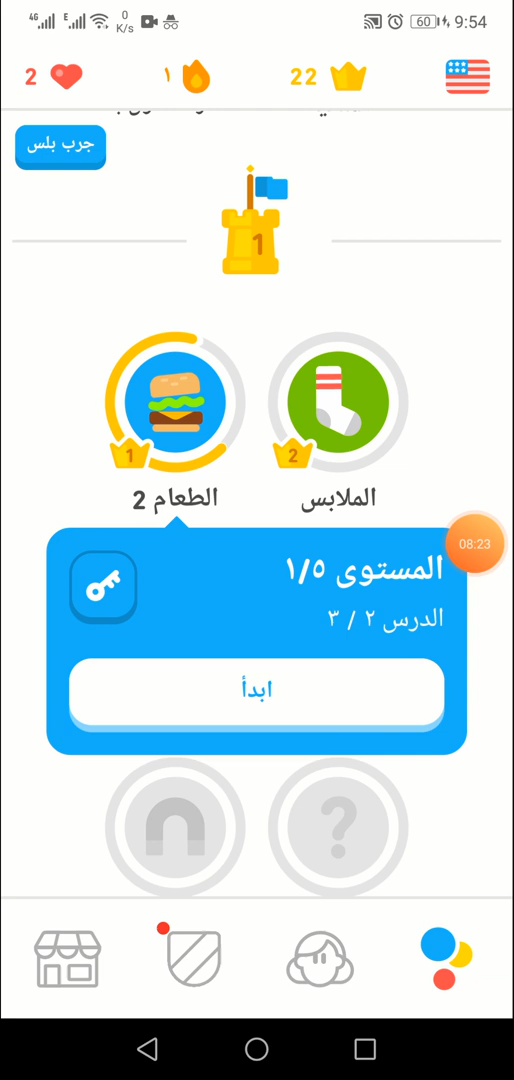 4G E 0 K/s 60 9:54
2 ١ 22
جرب بلس
1
1 2
الطعام 2 الملابس
08:23
المستوى ١/٥
الدرس ٢ / ٣
ابدأ
?